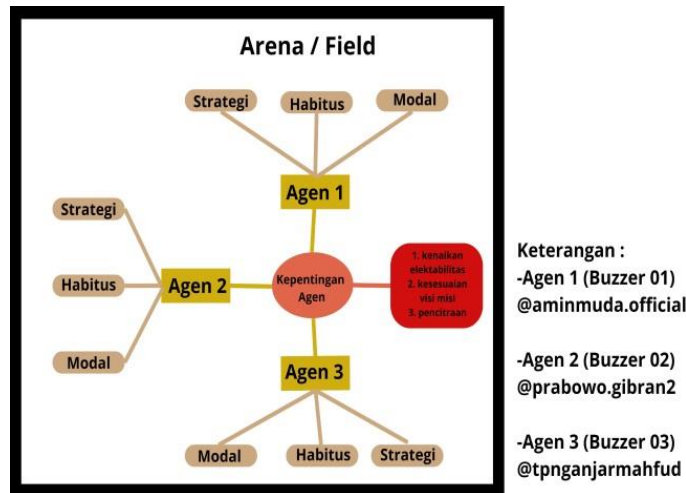 Arena / Field
Strategi
Habitus
Modal
Agen 1
Strategi
Habitus
Modal
Agen 2
Kepentingan
Agen
1. kenaikan
elektabilitas
2. kesesuaian
visi misi
3. pencitraan
Agen 3
Modal
Habitus
Strategi
Keterangan :
-Agen 1 (Buzzer 01)
@aminmuda.official
-Agen 2 (Buzzer 02)
@prabowo.gibran2
-Agen 3 (Buzzer 03)
@tpnganjarmahfud